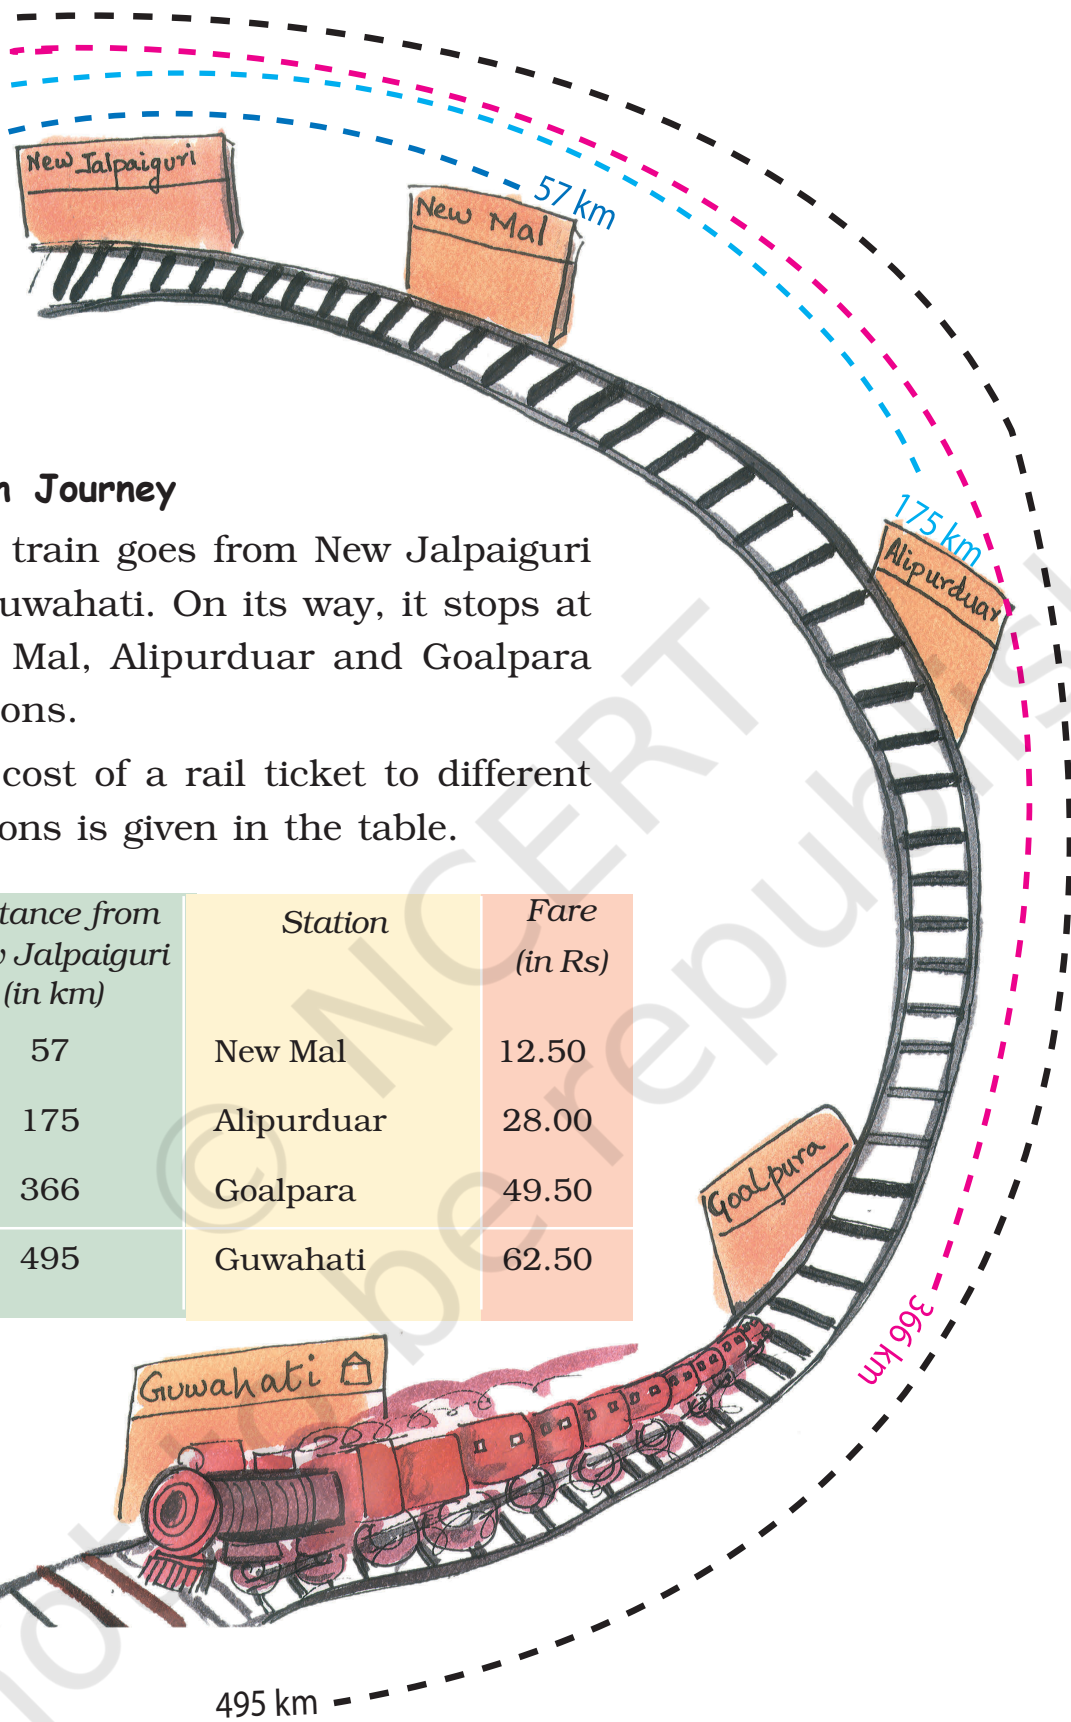 New Jalpaiguri
57 km
New Mal
175 km
Alipurduar
n Journey
train goes from New Jalpaiguri
uwahati. On its way, it stops at
Mal, Alipurduar and Goalpara
ons.
cost of a rail ticket to different
ons is given in the table.
tance from Station Fare
v Jalpaiguri (in Rs)
(in km)
57 New Mal 12.50
175 Alipurduar 28.00
366 Goalpara 49.50
495 Guwahati 62.50
Goalpura
366 km
Guwahati
495 km
© NCERT
not to be republish